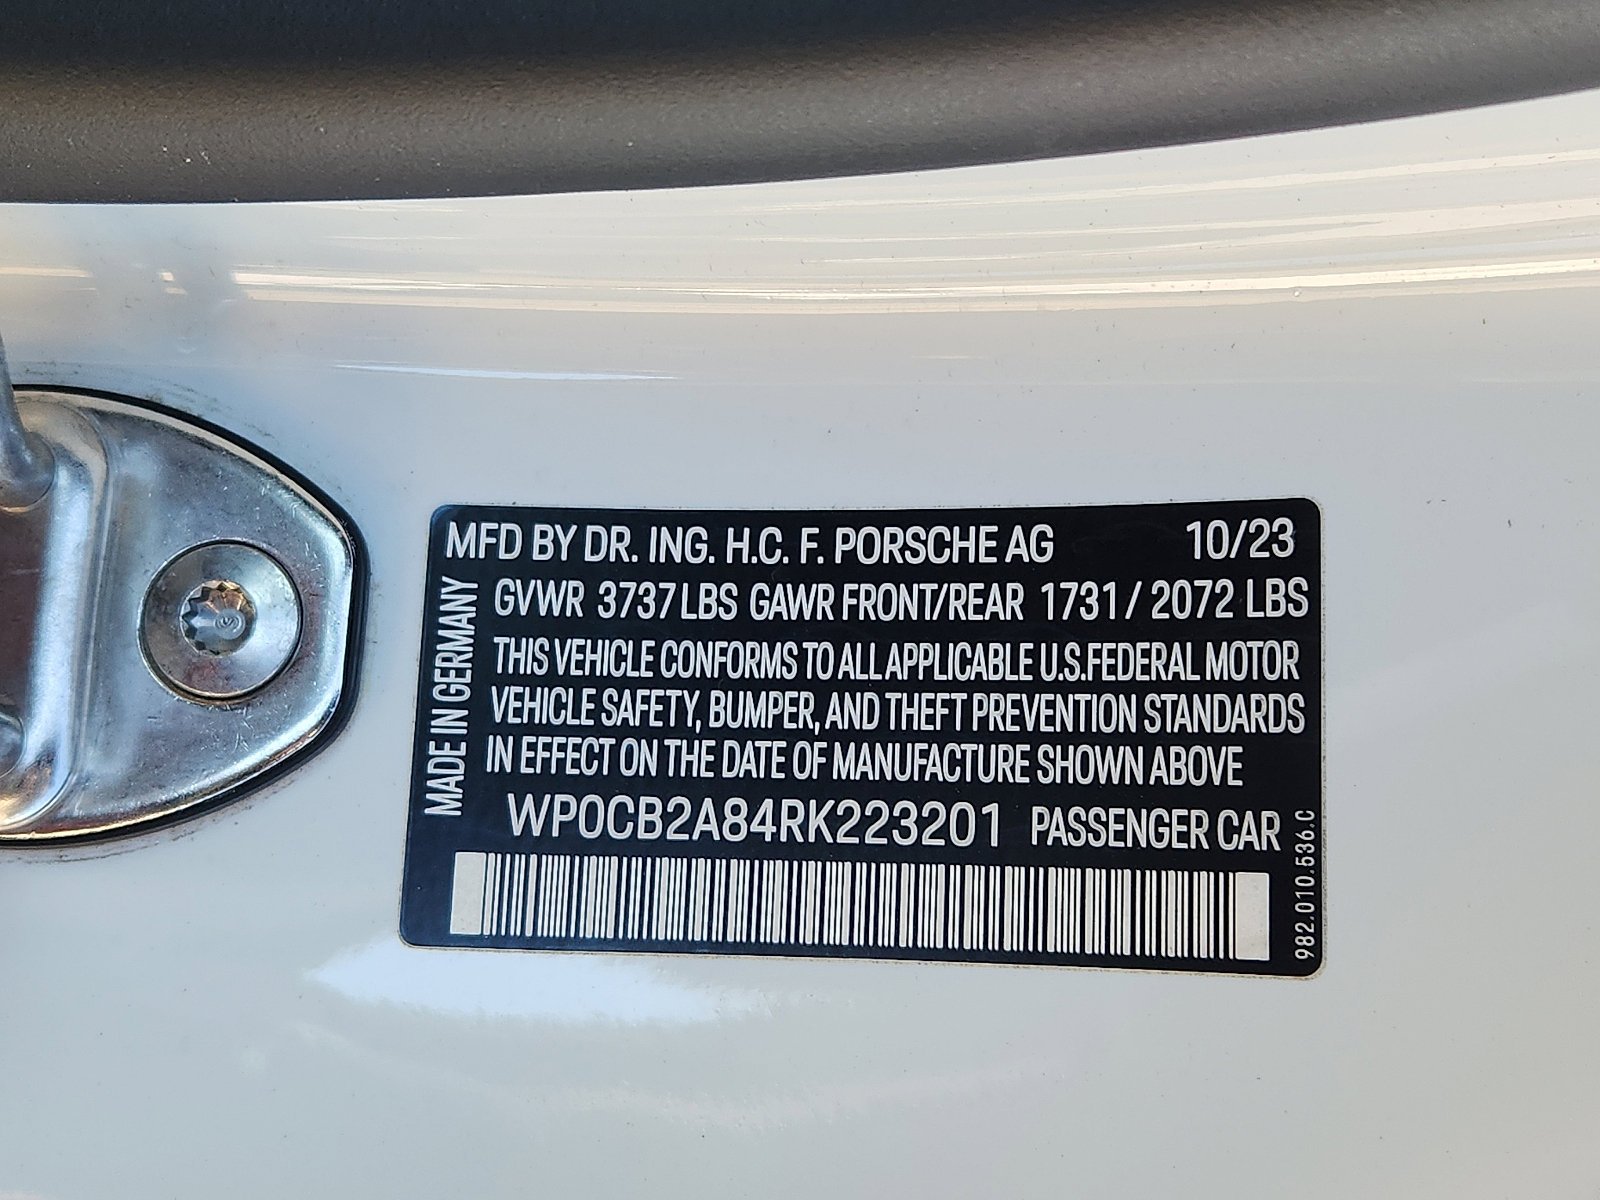 MFD BY DR. ING. H.C. F. PORSCHE AG 10/23
GVWR 3737 LBS GAWR FRONT/REAR 1731 / 2072 LBS
THIS VEHICLE CONFORMS TO ALL APPLICABLE U.S.FEDERAL MOTOR
VEHICLE SAFETY, BUMPER, AND THEFT PREVENTION STANDARDS
IN EFFECT ON THE DATE OF MANUFACTURE SHOWN ABOVE
WP0CB2A84RK223201 PASSENGER CAR
MADE IN GERMANY
982.010.536.C